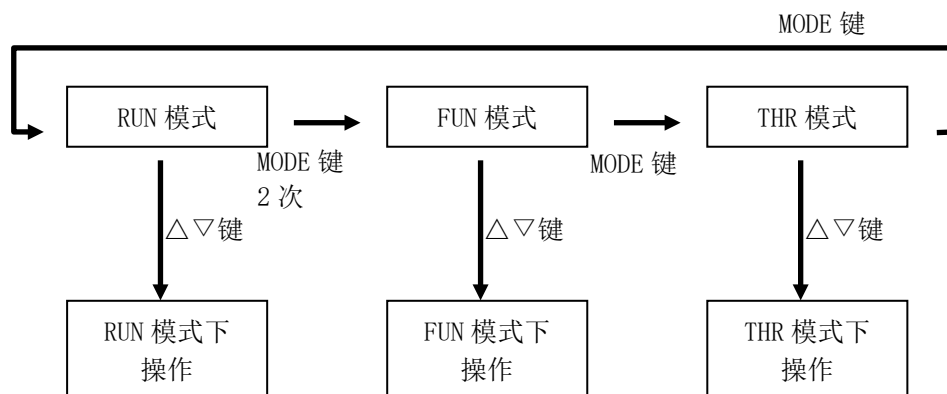 MODE 键
RUN 模式
FUN 模式
THR 模式
MODE 键
2 次
MODE 键
△▽键
△▽键
△▽键
RUN 模式下
操作
FUN 模式下
操作
THR 模式下
操作